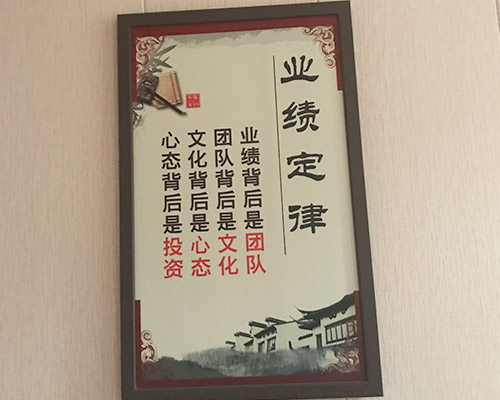 业绩定律
业绩背后是团队
团队背后是文化
文化背后是心态
心态背后是投资